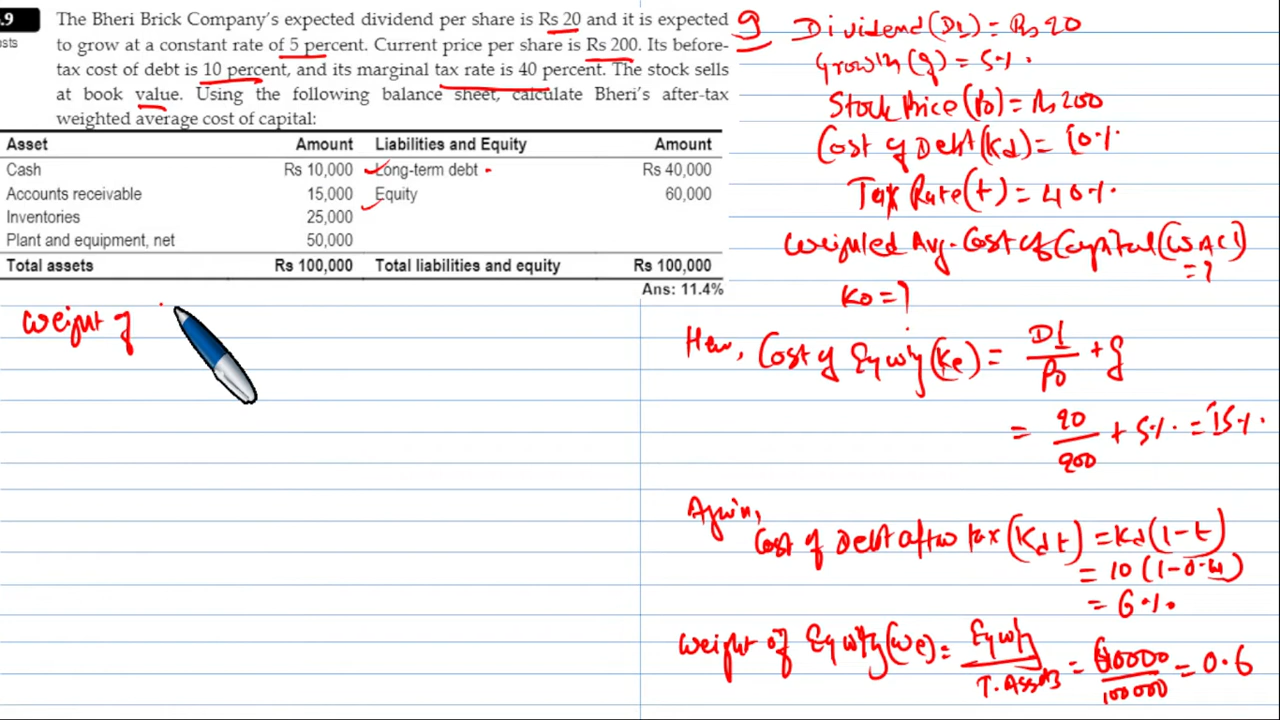 .9
osts
The Bheri Brick Company's expected dividend per share is Rs 20 and it is expected
to grow at a constant rate of 5 percent. Current price per share is Rs 200. Its before-
tax cost of debt is 10 percent, and its marginal tax rate is 40 percent. The stock sells
at book value. Using the following balance sheet, calculate Bheri's after-tax
weighted average cost of capital:
Asset Amount Liabilities and Equity Amount
Cash Rs 10,000 Long-term debt Rs 40,000
Accounts receivable 15,000 Equity 60,000
Inventories 25,000
Plant and equipment, net 50,000
Total assets Rs 100,000 Total liabilities and equity Rs 100,000
Ans: 11.4%
Weight of
9 Dividend (D1) = Rs 20
Growth (g) = 5%.
Stock Price (P0) = Rs 200
Cost of Debt (Kd) = 10%
Tax Rate (t) = 40%.
Weighted Avg. Cost of Capital (WACC)
= ?
K0 = ?
Here, Cost of Equity (Ke) = D1/P0 + g
= 20/200 + 5%. = 15%.
Again,
Cost of Debt after tax (Kdt) = Kd (1-t)
= 10 (1-0.4)
= 6%.
Weight of Equity (We) = Equity/T. Assets = 60000/100000 = 0.6